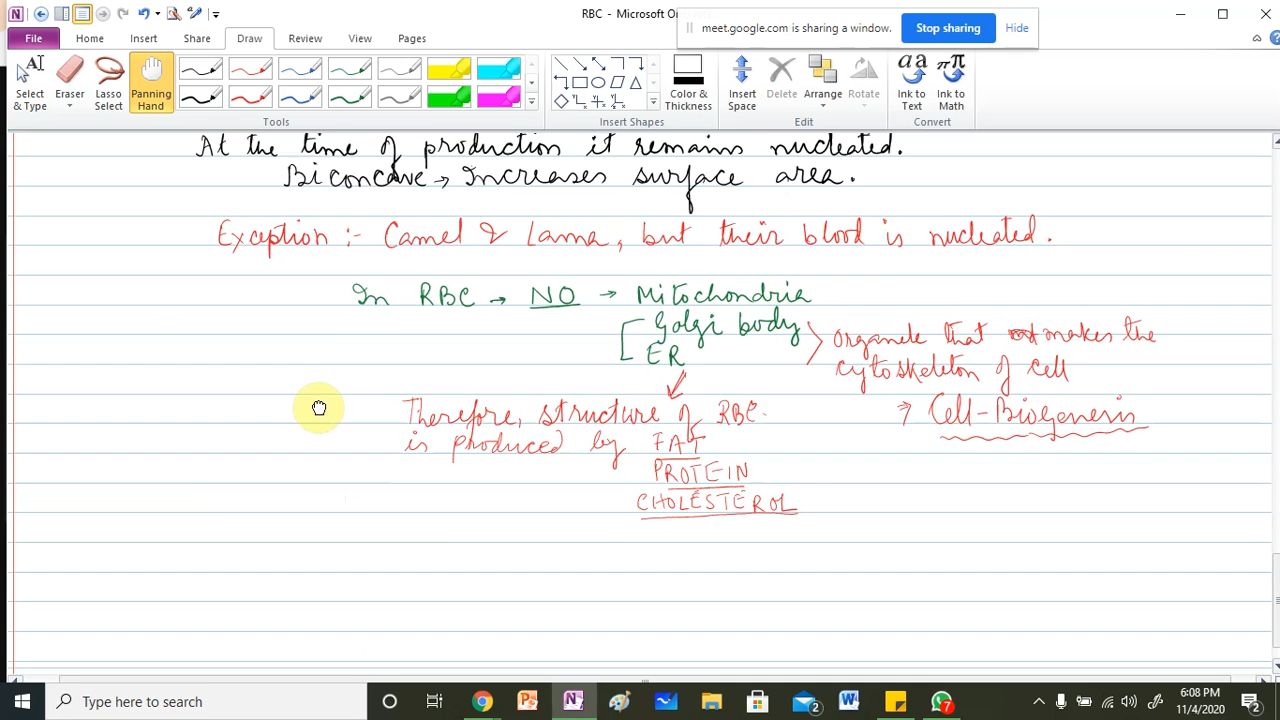 RBC - Microsoft On
meet.google.com is sharing a window.
Stop sharing
Hide
File
Home
Insert
Share
Draw
Review
View
Pages
Select & Type
Eraser
Lasso Select
Panning Hand
Color & Thickness
Insert Space
Delete
Arrange
Rotate
Ink to Text
Ink to Math
Tools
Insert Shapes
Edit
Convert
At the time of production it remains nucleated.
Biconcave → Increases surface area.
Exception :- Camel & Lama, but their blood is nucleated.
In RBC → NO → Mitochondria
Golgi body
ER
Organele that makes the
cytoskeleton of cell
⇒ Cell-Biogenesis
Therefore, structure of RBC
is produced by FAT
PROTEIN
CHOLESTEROL
Type here to search
2
7
6:08 PM
11/4/2020
2